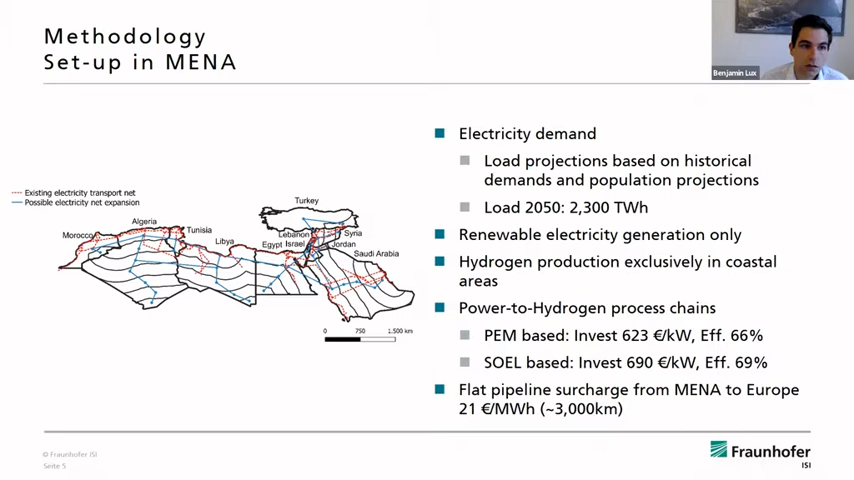 Methodology
Set-up in MENA
Benjamin Lux
Existing electricity transport net
Possible electricity net expansion
Turkey
Algeria
Tunisia
Morocco
Lebanon
Syria
Libya
Egypt Israel
Jordan
Saudi Arabia
0 750 1.500 km
Electricity demand
Load projections based on historical
demands and population projections
Load 2050: 2,300 TWh
Renewable electricity generation only
Hydrogen production exclusively in coastal
areas
Power-to-Hydrogen process chains
PEM based: Invest 623 €/kW, Eff. 66%
SOEL based: Invest 690 €/kW, Eff. 69%
Flat pipeline surcharge from MENA to Europe
21 €/MWh (~3,000km)
© Fraunhofer ISI
Seite 5
Fraunhofer
ISI